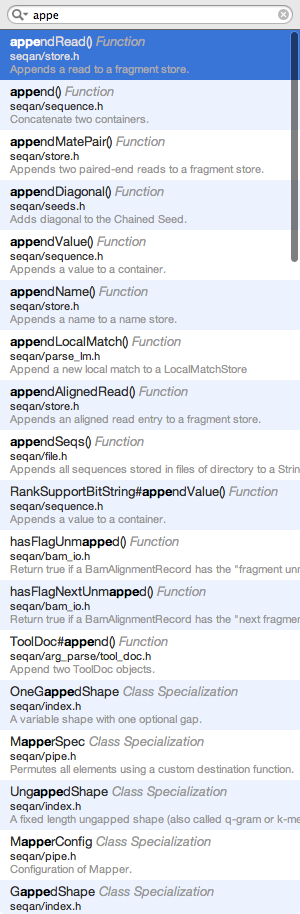 appe
appendRead() Function
seqan/store.h
Appends a read to a fragment store.
append() Function
seqan/sequence.h
Concatenate two containers.
appendMatePair() Function
seqan/store.h
Appends two paired-end reads to a fragment store.
appendDiagonal() Function
seqan/seeds.h
Adds diagonal to the Chained Seed.
appendValue() Function
seqan/sequence.h
Appends a value to a container.
appendName() Function
seqan/store.h
Appends a name to a name store.
appendLocalMatch() Function
seqan/parse_lm.h
Append a new local match to a LocalMatchStore
appendAlignedRead() Function
seqan/store.h
Appends an aligned read entry to a fragment store.
appendSeqs() Function
seqan/file.h
Appends all sequences stored in files of directory to a Strin
RankSupportBitString#appendValue() Function
seqan/sequence.h
Appends a value to a container.
hasFlagUnmapped() Function
seqan/bam_io.h
Return true if a BamAlignmentRecord has the "fragment unr
hasFlagNextUnmapped() Function
seqan/bam_io.h
Return true if a BamAlignmentRecord has the "next fragmen
ToolDoc#append() Function
seqan/arg_parse/tool_doc.h
Append two ToolDoc objects.
OneGappedShape Class Specialization
seqan/index.h
A variable shape with one optional gap.
MapperSpec Class Specialization
seqan/pipe.h
Permutes all elements using a custom destination function.
UngappedShape Class Specialization
seqan/index.h
A fixed length ungapped shape (also called q-gram or k-me
MapperConfig Class Specialization
seqan/pipe.h
Configuration of Mapper.
GappedShape Class Specialization
seqan/index.h